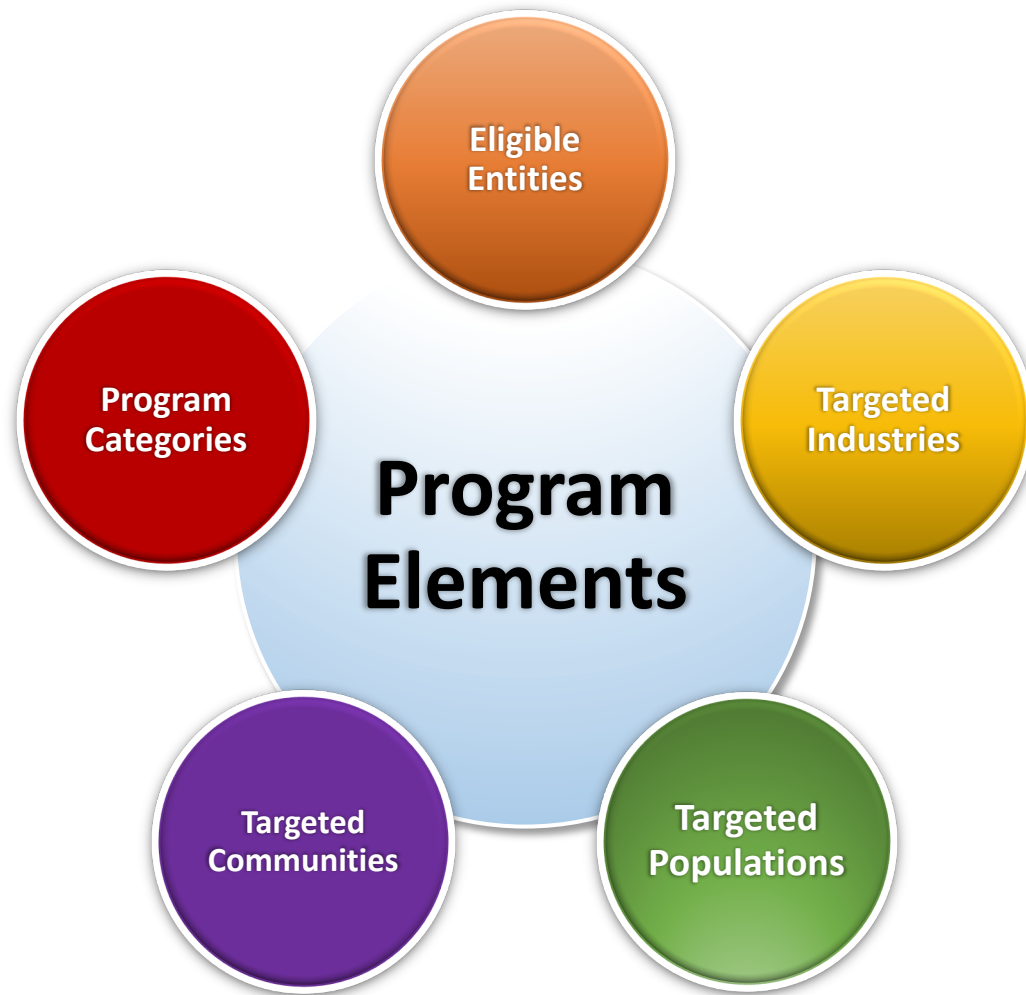 Eligible
Entities
Program
Categories
Targeted
Industries
Program
Elements
Targeted
Communities
Targeted
Populations